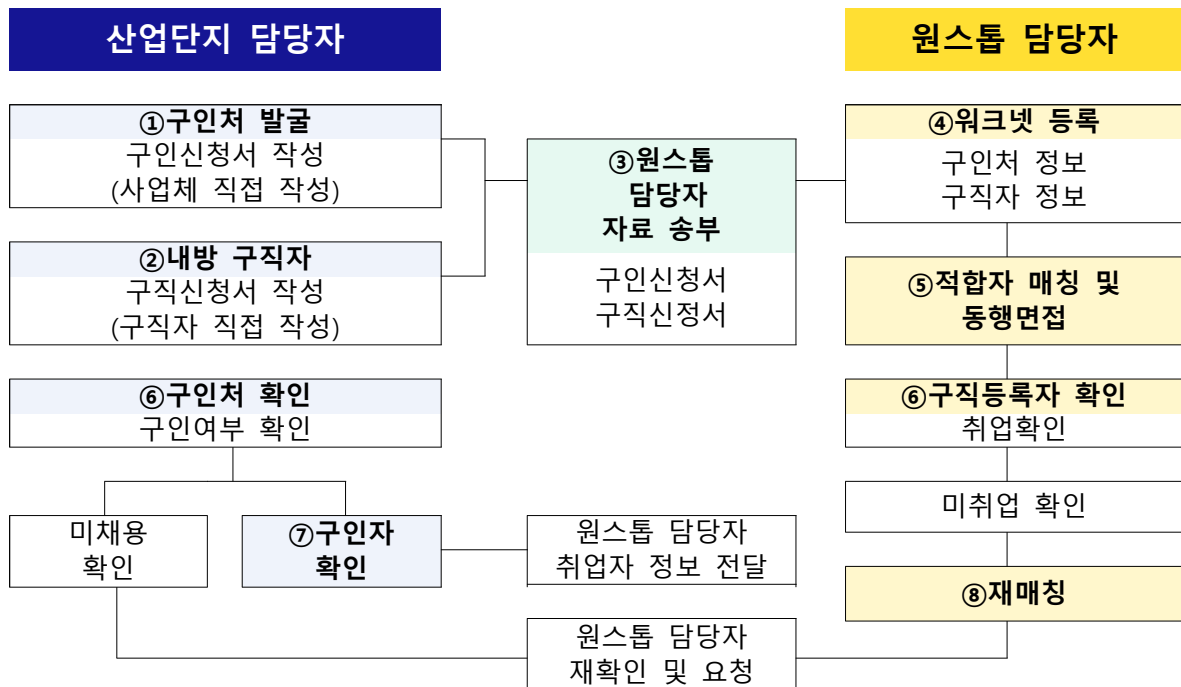 산업단지 담당자
원스톱 담당자
①구인처 발굴
구인신청서 작성
(사업체 직접 작성)
②내방 구직자
구직신청서 작성
(구직자 직접 작성)
③원스톱
담당자
자료 송부
구인신청서
구직신정서
④워크넷 등록
구인처 정보
구직자 정보
⑤적합자 매칭 및
동행면접
⑥구인처 확인
구인여부 확인
⑥구직등록자 확인
취업확인
미채용
확인
⑦구인자
확인
원스톱 담당자
취업자 정보 전달
미취업 확인
⑧재매칭
원스톱 담당자
재확인 및 요청